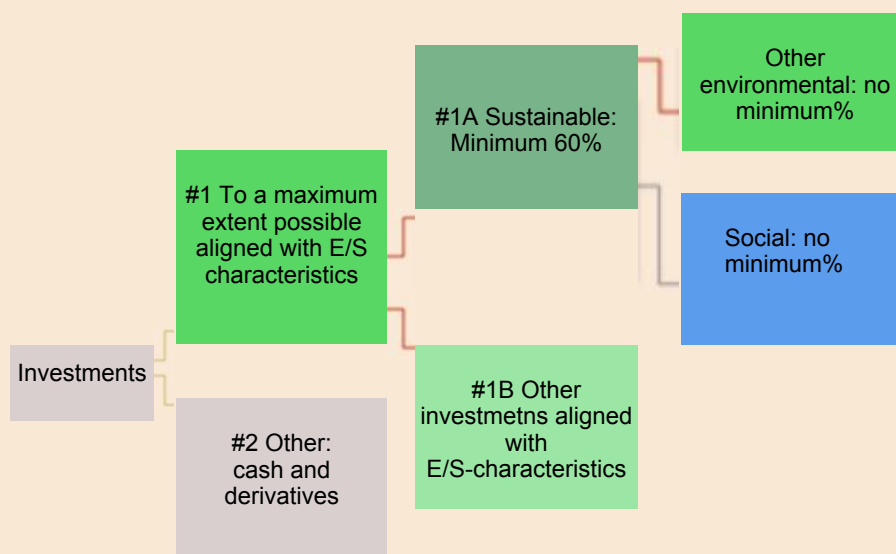 Investments
#1 To a maximum
extent possible
aligned with E/S
characteristics
#2 Other:
cash and
derivatives
#1A Sustainable:
Minimum 60%
#1B Other
investmetns aligned
with
E/S-characteristics
Other
environmental: no
minimum%
Social: no
minimum%